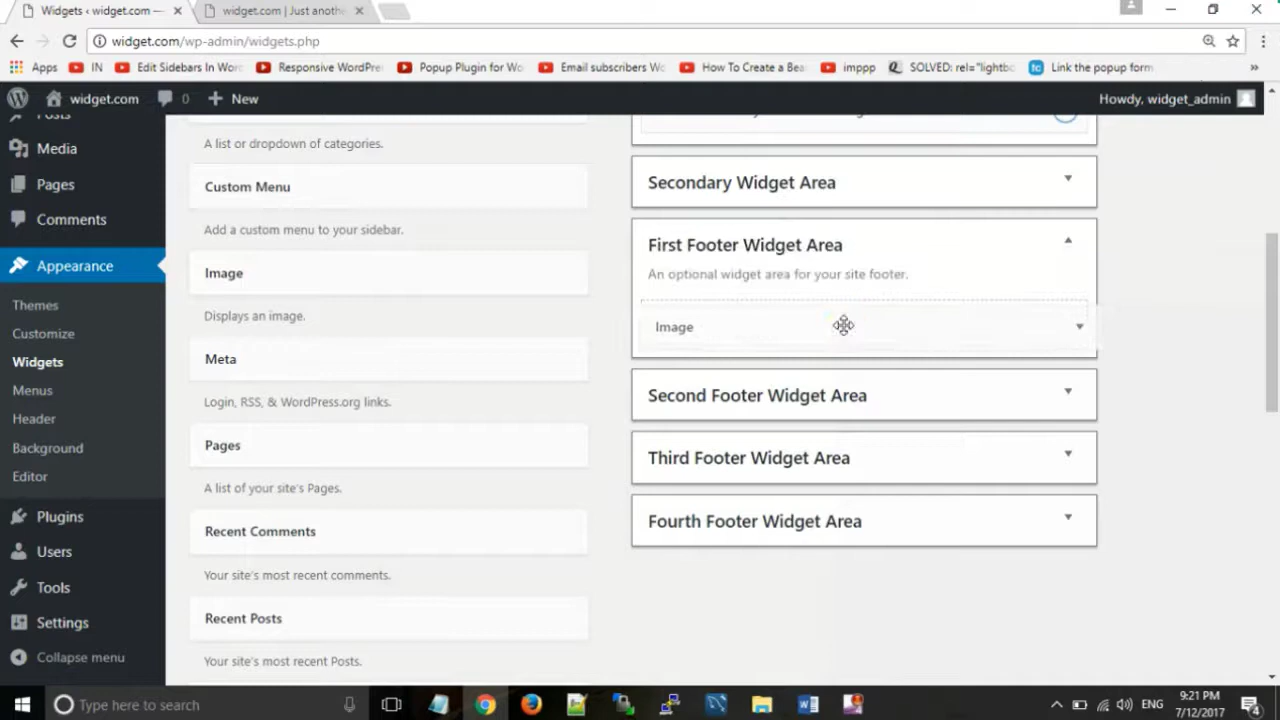 Widgets ‹ widget.com —
widget.com | Just anoth
widget.com/wp-admin/widgets.php
Apps
IN
Edit Sidebars In Wor
Responsive WordPre
Popup Plugin for Wo
Email subscribers Wo
How To Create a Bea
imppp
SOLVED: rel="lightbo
Link the popup form
»
widget.com
0
New
Howdy, widget_admin
Posts
Media
Pages
Comments
Appearance
Themes
Customize
Widgets
Menus
Header
Background
Editor
Plugins
Users
Tools
Settings
Collapse menu
A list or dropdown of categories.
Custom Menu
Add a custom menu to your sidebar.
Image
Displays an image.
Meta
Login, RSS, & WordPress.org links.
Pages
A list of your site's Pages.
Recent Comments
Your site's most recent comments.
Recent Posts
Your site's most recent Posts.
Secondary Widget Area
First Footer Widget Area
An optional widget area for your site footer.
Image
Second Footer Widget Area
Third Footer Widget Area
Fourth Footer Widget Area
Type here to search
ENG
9:21 PM
7/12/2017
4